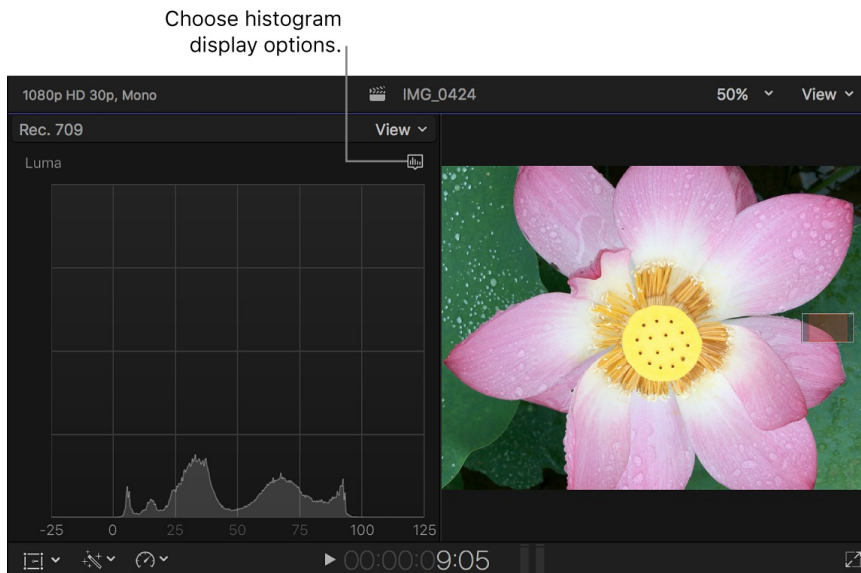 Choose histogram
display options.
1080p HD 30p, Mono
IMG_0424
50%
View
Rec. 709
View
Luma
-25 0 25 50 75 100 125
00:00:09:05